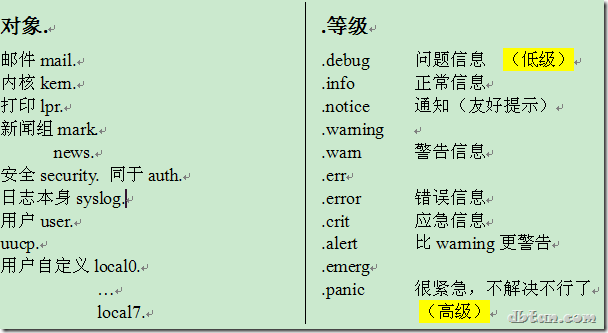 对象.
邮件 mail.
内核 kern.
打印 lpr.
新闻组 mark.
news.
安全 security. 同于 auth.
日志本身 syslog.
用户 user.
uucp.
用户自定义 local0.
…
local7.
.等级
.debug 问题信息 （低级）
.info 正常信息
.notice 通知（友好提示）
.warning
.warn 警告信息
.err
.error 错误信息
.crit 应急信息
.alert 比 warning 更警告
.emerg
.panic 很紧急，不解决不行了
（高级）